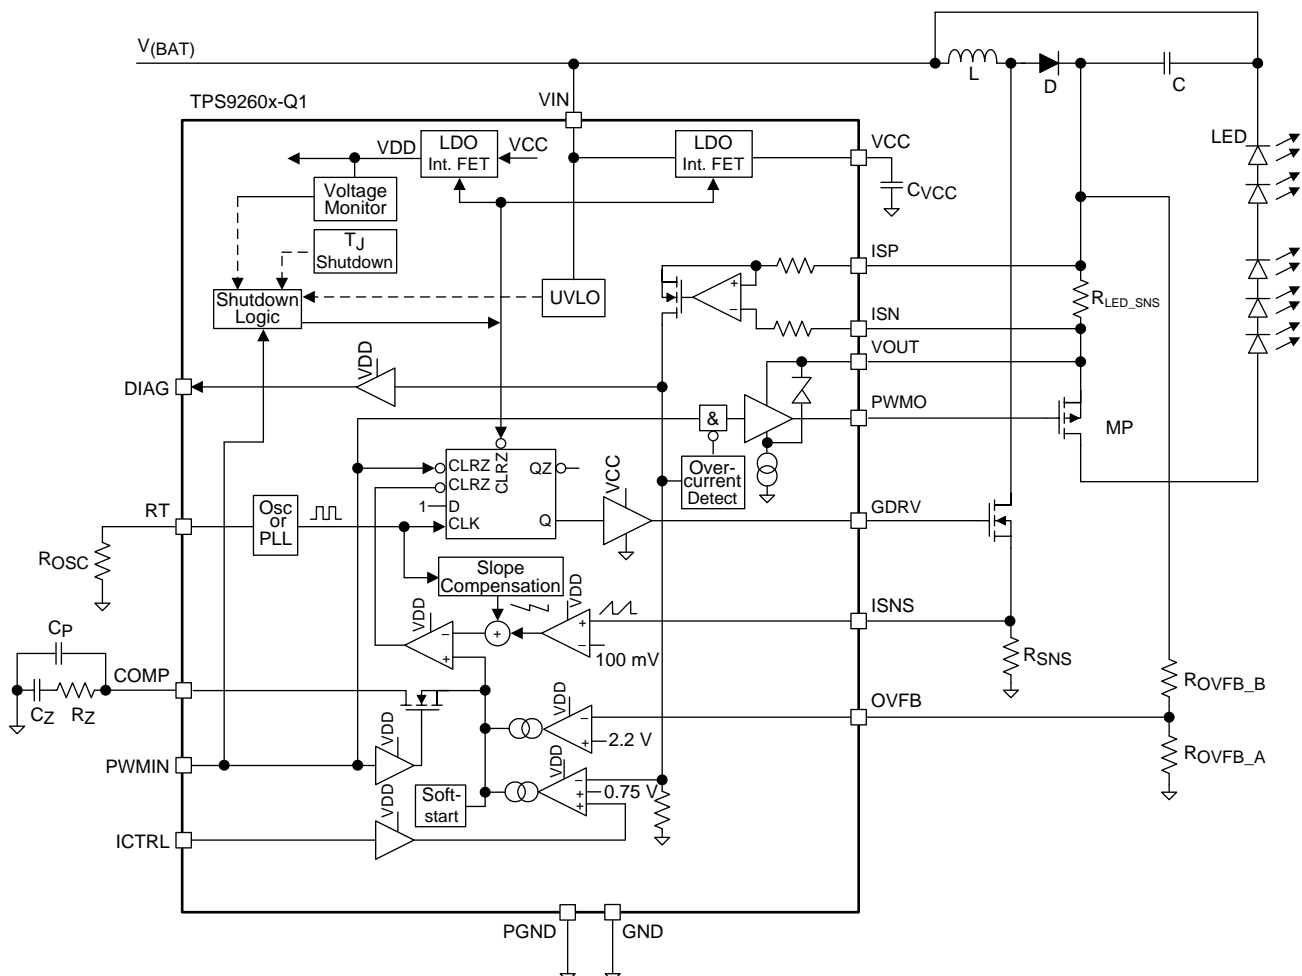 V(BAT)
L
D
C
TPS9260x-Q1
VIN
LED
VDD
LDO
Int. FET
VCC
LDO
Int. FET
VCC
CVCC
Voltage
Monitor
TJ
Shutdown
ISP
Shutdown
Logic
UVLO
+
–
RLED_SNS
ISN
VOUT
VDD
DIAG
PWMO
&
MP
Over-
current
Detect
CLRZ
CLRZ
CLRZ
QZ
1
D
CLK
Q
VCC
RT
Osc
or
PLL
GDRV
ROSC
Slope
Compensation
VDD
VDD
ISNS
–
+
+
+
–
100 mV
RSNS
CP
COMP
CZ
RZ
ROVFB_B
OVFB
VDD
–
+
2.2 V
VDD
PWMIN
ROVFB_A
VDD
–
+
+
0.75 V
Soft-
start
VDD
ICTRL
PGND
GND